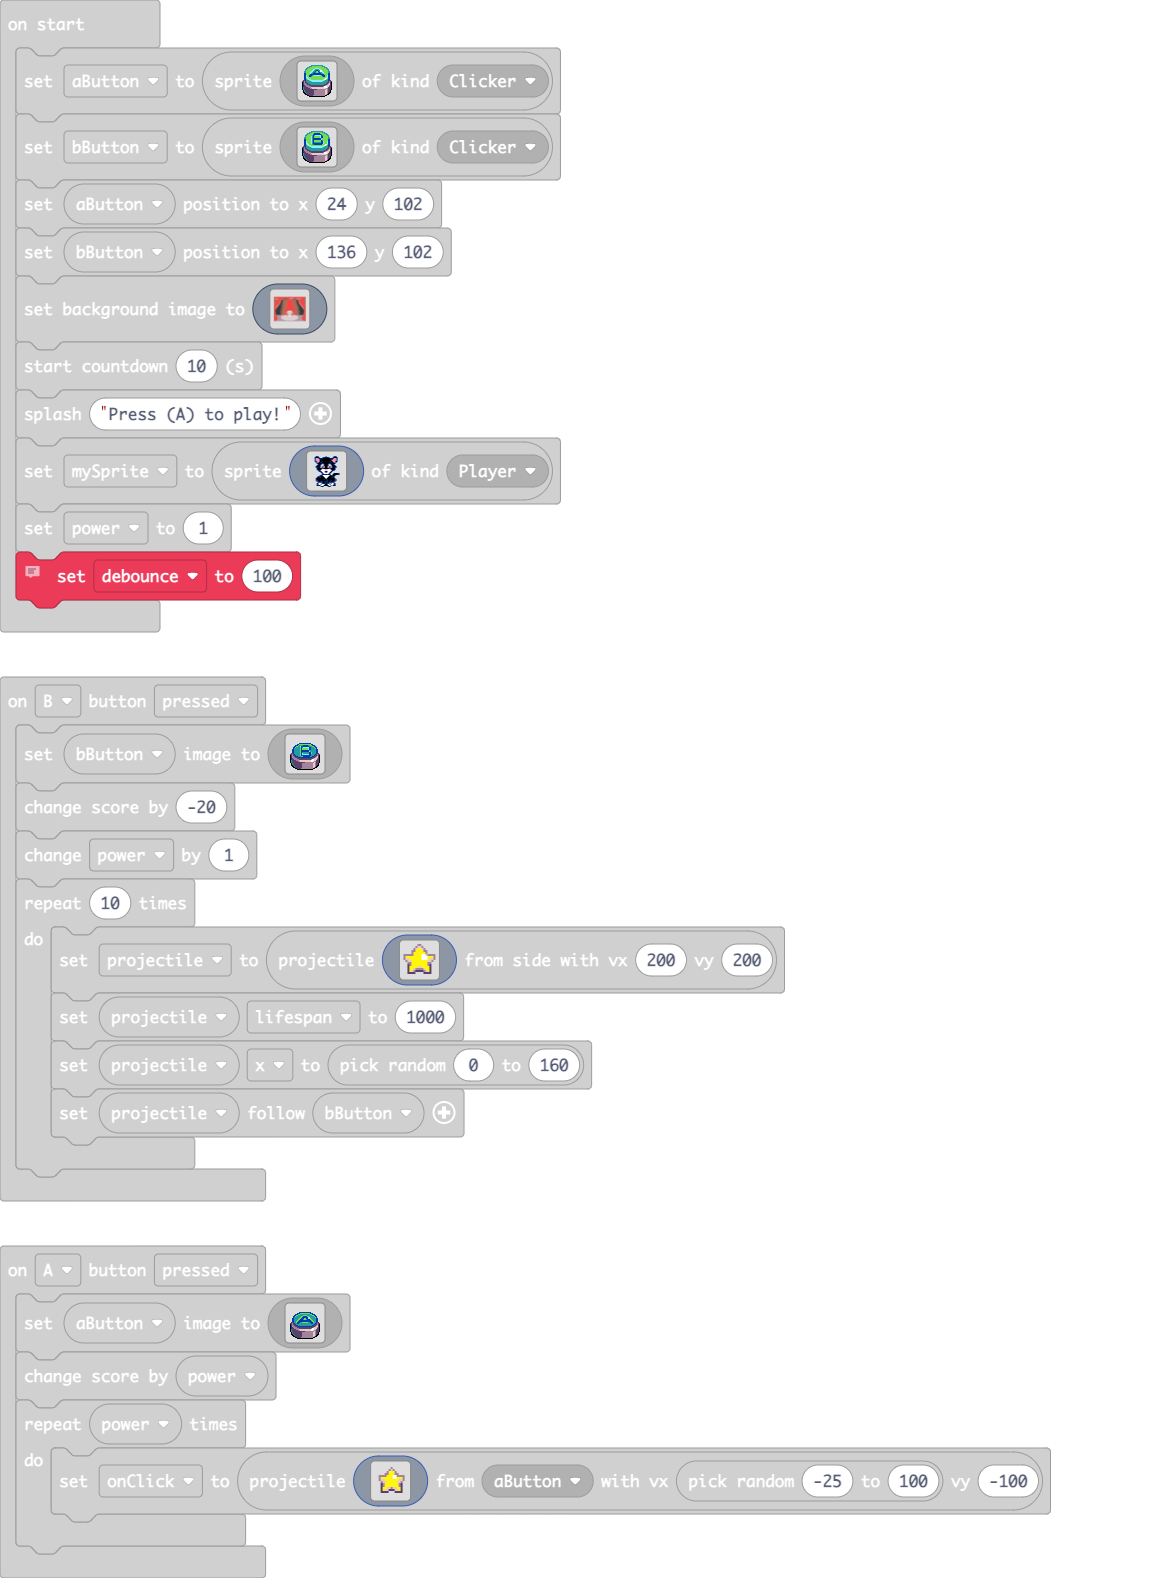 on start
set aButton to sprite A of kind Clicker
set bButton to sprite B of kind Clicker
set aButton position to x 24 y 102
set bButton position to x 136 y 102
set background image to
start countdown 10 (s)
splash "Press (A) to play!"
set mySprite to sprite of kind Player
set power to 1
set debounce to 100
on B button pressed
set bButton image to B
change score by -20
change power by 1
repeat 10 times
do
set projectile to projectile from side with vx 200 vy 200
set projectile lifespan to 1000
set projectile x to pick random 0 to 160
set projectile follow bButton
on A button pressed
set aButton image to A
change score by power
repeat power times
do
set onClick to projectile from aButton with vx pick random -25 to 100 vy -100